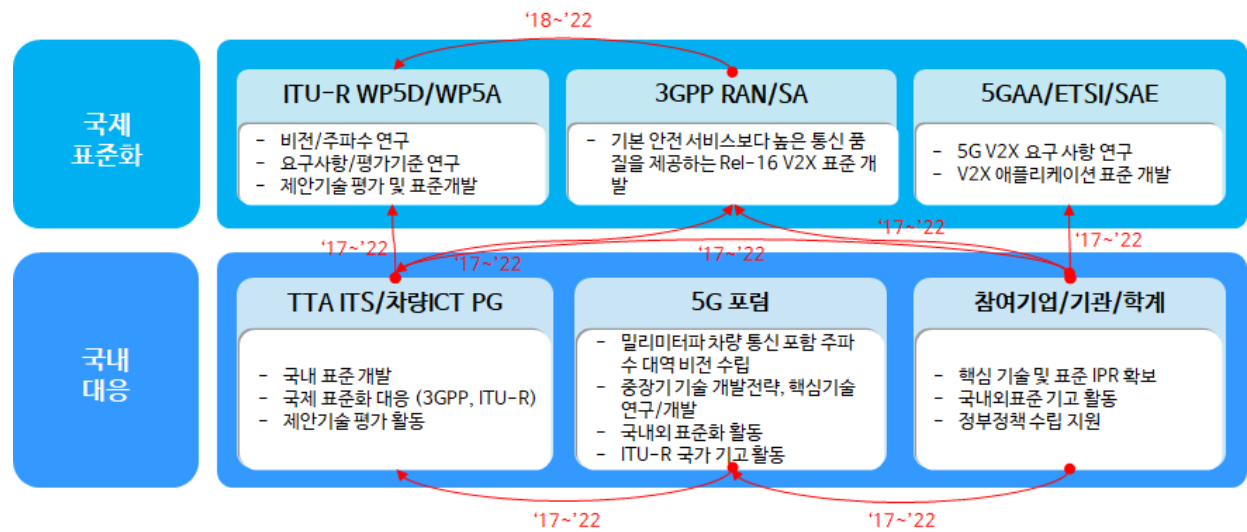 ‘18~’22
국제
표준화
ITU-R WP5D/WP5A
- 비전/주파수 연구
- 요구사항/평가기준 연구
- 제안기술 평가 및 표준개발
3GPP RAN/SA
- 기본 안전 서비스보다 높은 통신 품
질을 제공하는 Rel-16 V2X 표준 개
발
5GAA/ETSI/SAE
- 5G V2X 요구 사항 연구
- V2X 애플리케이션 표준 개발
‘17~’22
‘17~’22
‘17~’22
‘17~’22
‘17~’22
국내
대응
TTA ITS/차량ICT PG
- 국내 표준 개발
- 국제 표준화 대응 (3GPP, ITU-R)
- 제안기술 평가 활동
5G 포럼
- 밀리미터파 차량 통신 포함 주파
수 대역 비전 수립
- 중장기 기술 개발전략, 핵심기술
연구/개발
- 국내외 표준화 활동
- ITU-R 국가 기고 활동
참여기업/기관/학계
- 핵심 기술 및 표준 IPR 확보
- 국내외표준 기고 활동
- 정부정책 수립 지원
‘17~’22
‘17~’22